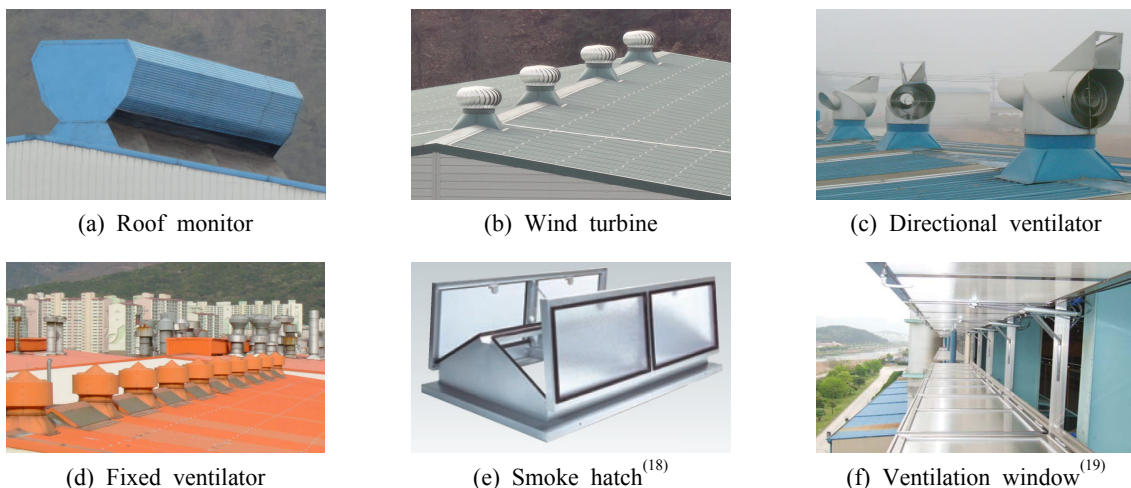 (a) Roof monitor
(b) Wind turbine
(c) Directional ventilator
(d) Fixed ventilator
(e) Smoke hatch(18)
(f) Ventilation window(19)